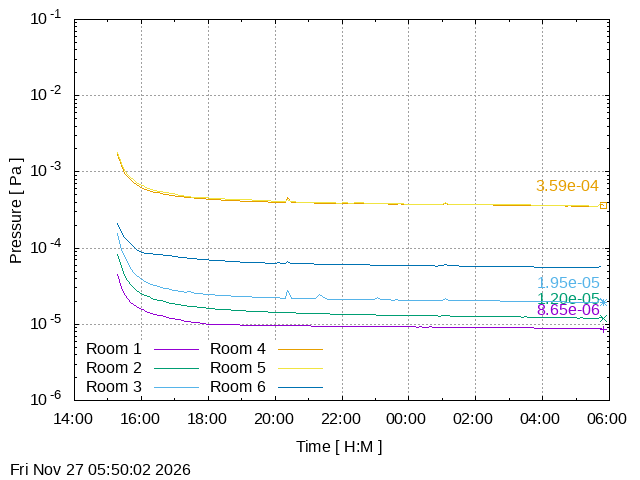 10^-1
10^-2
10^-3
10^-4
10^-5
10^-6
Pressure [ Pa ]
3.59e-04
1.95e-05
1.20e-05
8.65e-06
Room 1 Room 4
Room 2 Room 5
Room 3 Room 6
14:00 16:00 18:00 20:00 22:00 00:00 02:00 04:00 06:00
Time [ H:M ]
Fri Nov 27 05:50:02 2026